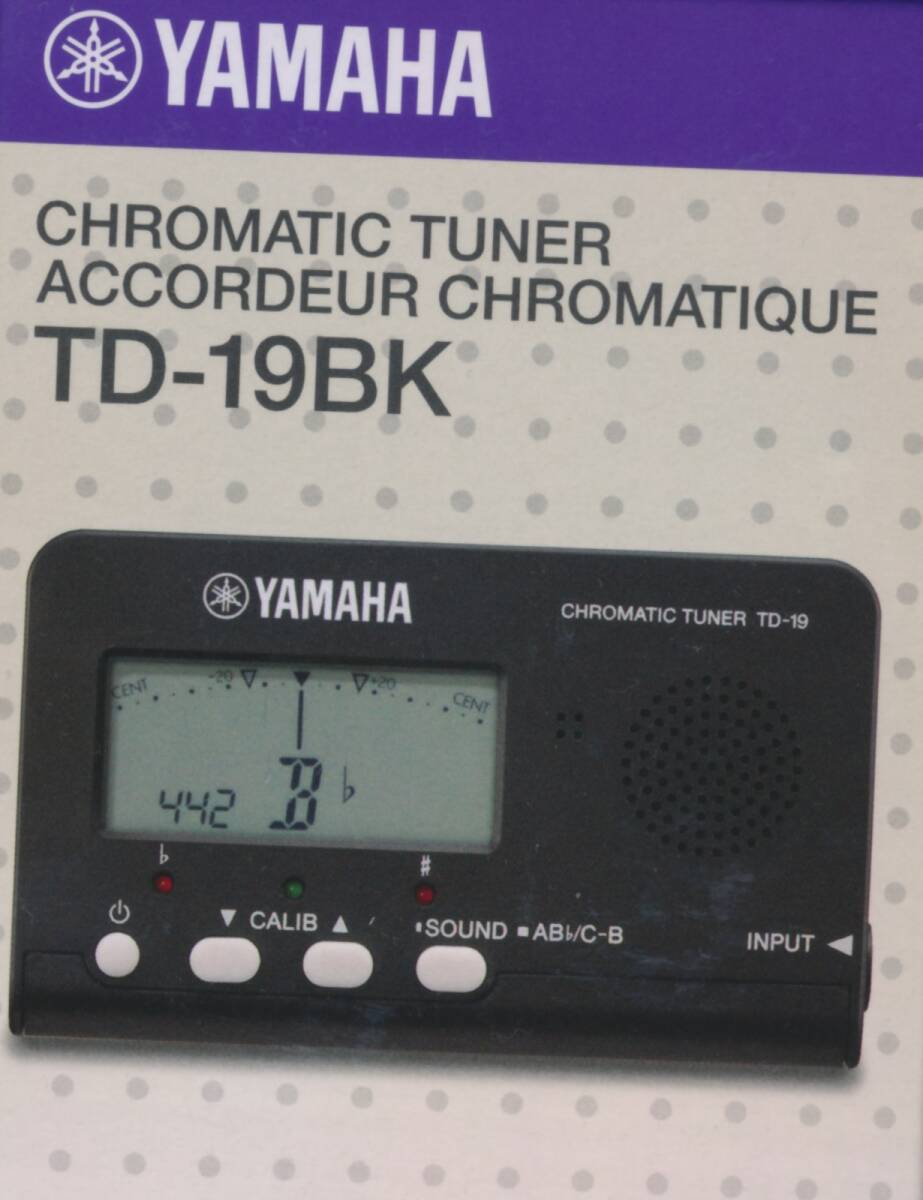 YAMAHA
CHROMATIC TUNER
ACCORDEUR CHROMATIQUE
TD-19BK
YAMAHA
CHROMATIC TUNER TD-19
CENT -20 +20 CENT
442 B♭
♭ ♯
▼ CALIB ▲ SOUND AB♭/C-B
INPUT ◀